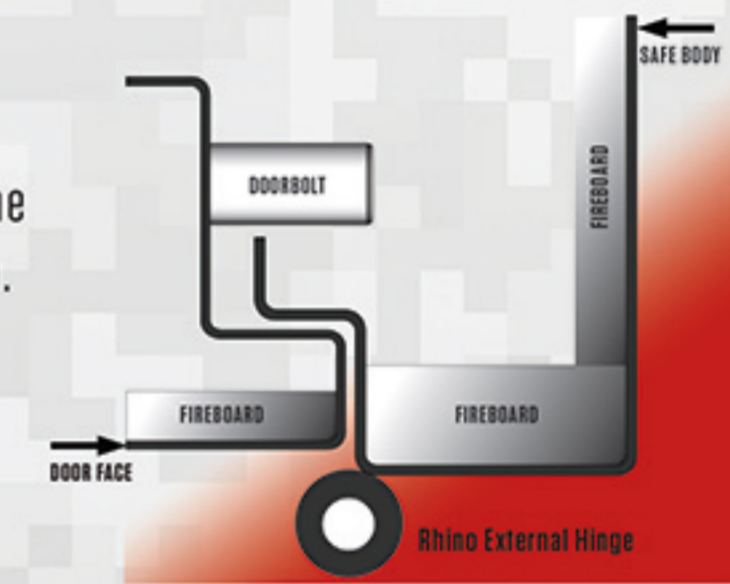 SAFE BODY
DOORBOLT
FIREBOARD
FIREBOARD
FIREBOARD
DOOR FACE
Rhino External Hinge